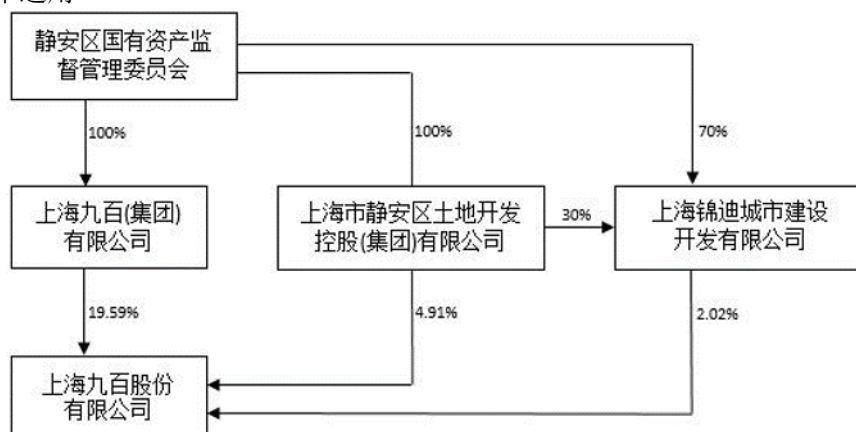 静安区国有资产监
督管理委员会
100%
100%
70%
上海九百(集团)
有限公司
上海市静安区土地开发
控股(集团)有限公司
30%
上海锦迪城市建设
开发有限公司
19.59%
4.91%
2.02%
上海九百股份
有限公司